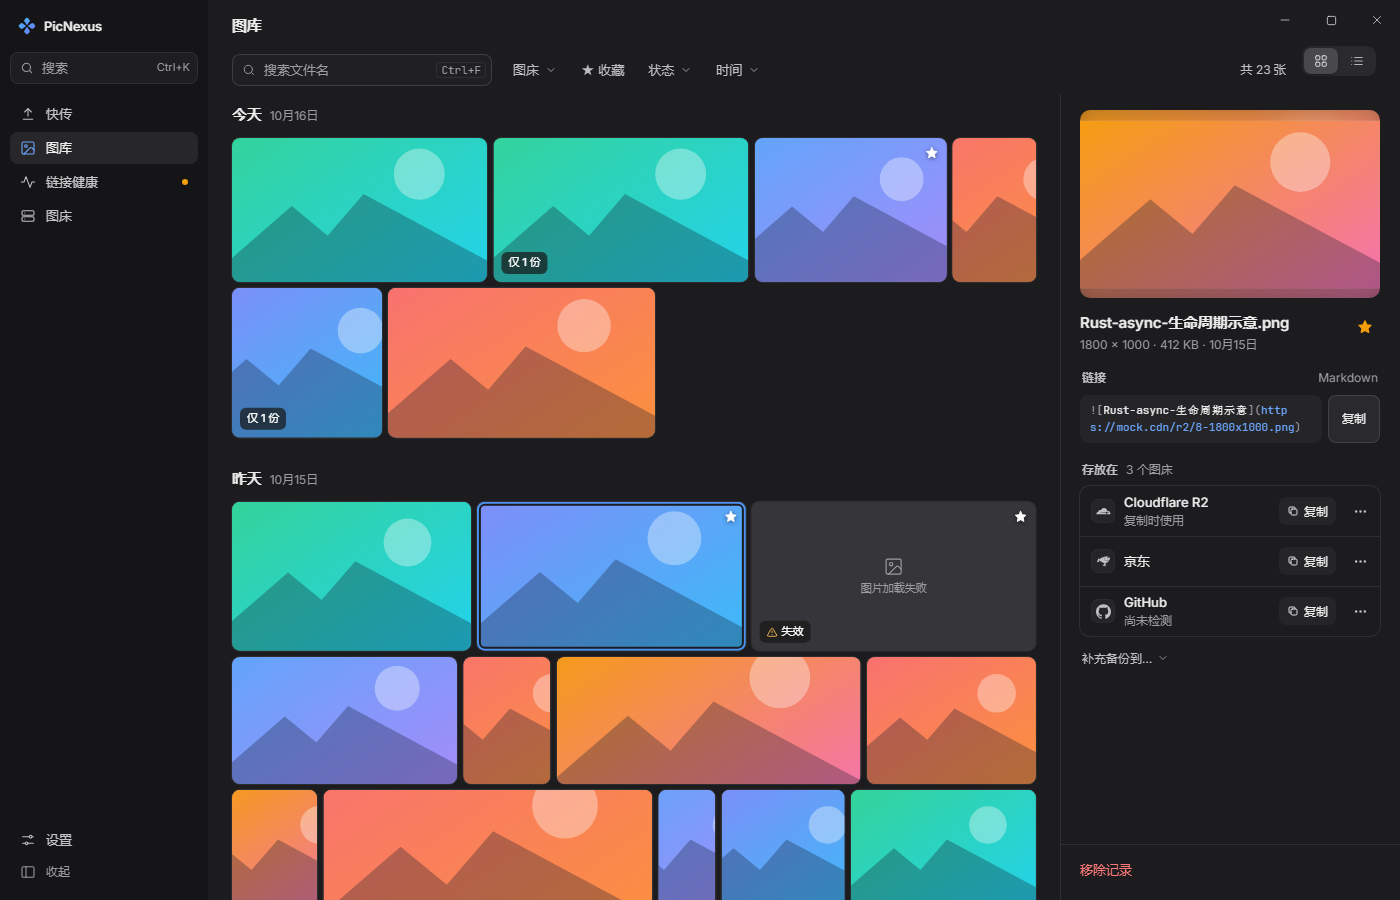 PicNexus
搜索
Ctrl+K
快传
图库
链接健康
图床
设置
收起
图库
搜索文件名
Ctrl+F
图床
★ 收藏
状态
时间
共 23 张
今天 10月16日
仅 1 份
仅 1 份
昨天 10月15日
图片加载失败
失效
Rust-async-生命周期示意.png
1800 × 1000 · 412 KB · 10月15日
链接
Markdown
![Rust-async-生命周期示意](http
s://mock.cdn/r2/8-1800x1000.png)
复制
存放在 3 个图床
Cloudflare R2
复制时使用
复制
京东
复制
GitHub
尚未检测
复制
补充备份到...
移除记录